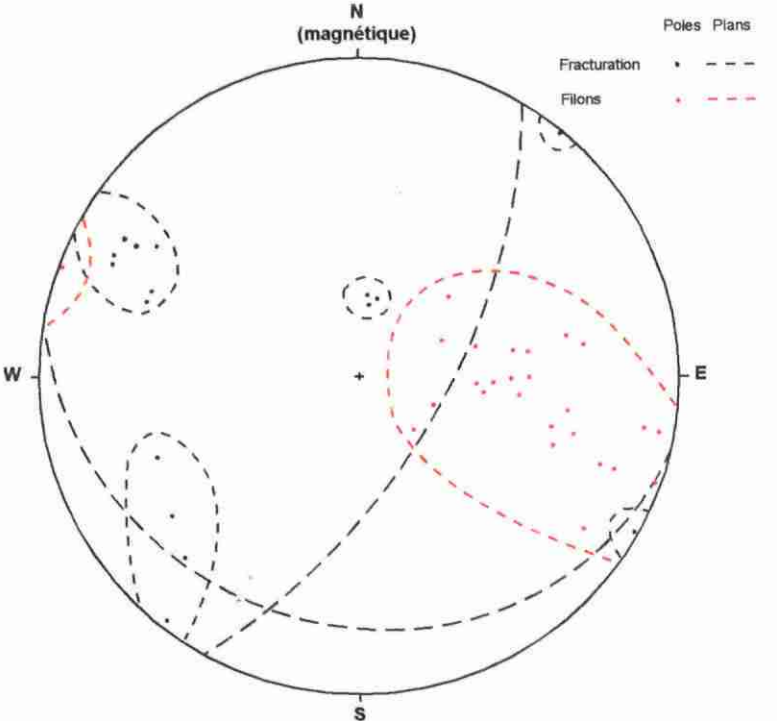 N
(magnétique)
Poles Plans
Fracturation
Filons
W
E
S